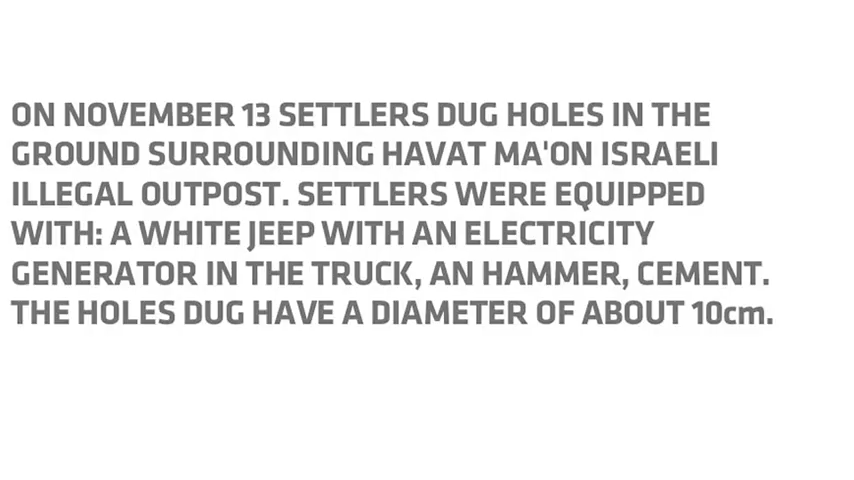 ON NOVEMBER 13 SETTLERS DUG HOLES IN THE
GROUND SURROUNDING HAVAT MA'ON ISRAELI
ILLEGAL OUTPOST. SETTLERS WERE EQUIPPED
WITH: A WHITE JEEP WITH AN ELECTRICITY
GENERATOR IN THE TRUCK, AN HAMMER, CEMENT.
THE HOLES DUG HAVE A DIAMETER OF ABOUT 10cm.